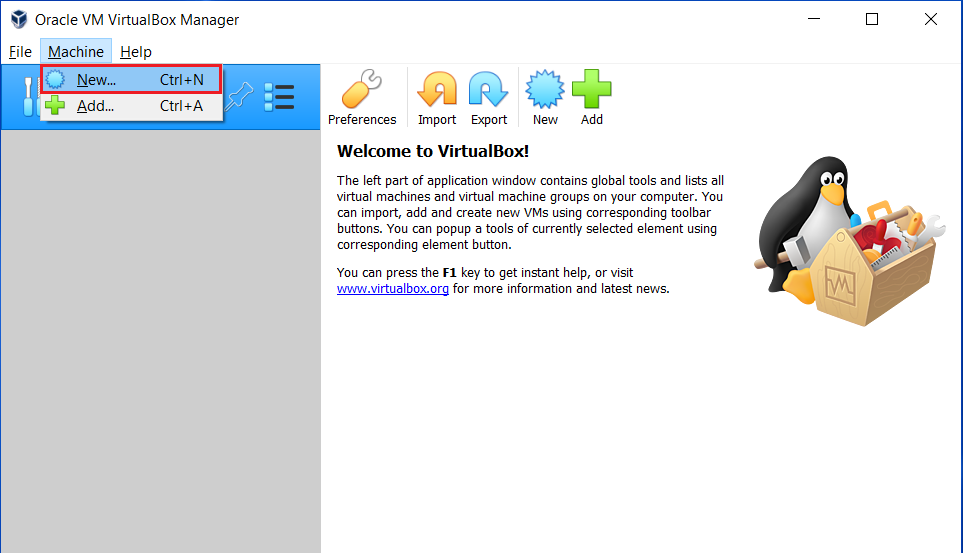 Oracle VM VirtualBox Manager
File Machine Help
New... Ctrl+N
Add... Ctrl+A
Preferences Import Export New Add
Welcome to VirtualBox!
The left part of application window contains global tools and lists all
virtual machines and virtual machine groups on your computer. You
can import, add and create new VMs using corresponding toolbar
buttons. You can popup a tools of currently selected element using
corresponding element button.
You can press the F1 key to get instant help, or visit
www.virtualbox.org for more information and latest news.